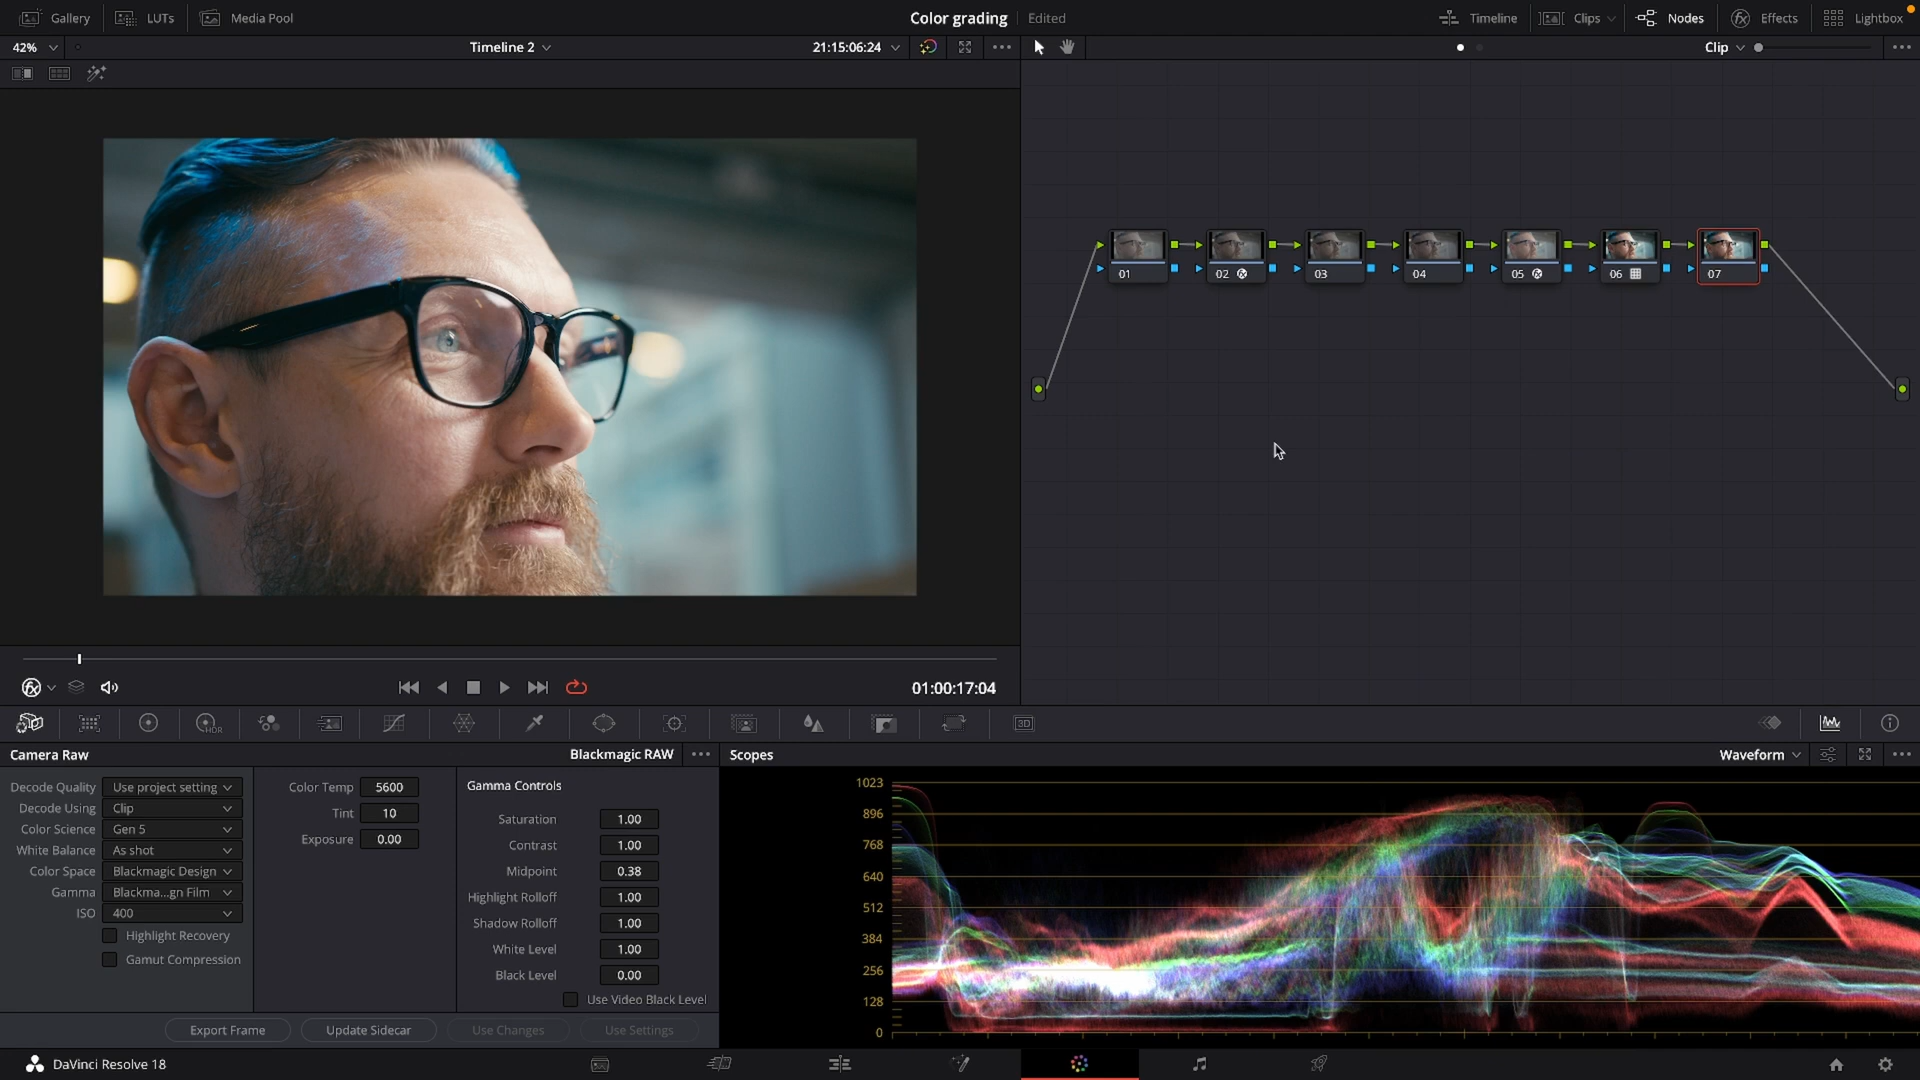 Gallery LUTs Media Pool Color grading Edited Timeline Clips Nodes Effects Lightbox
42% Timeline 2 21:15:06:24 Clip
01 02 03 04 05 06 07
01:00:17:04
HDR 3D
Camera Raw Blackmagic RAW Scopes Waveform
Decode Quality Use project setting Color Temp 5600 Gamma Controls
Decode Using Clip Tint 10
Color Science Gen 5 Exposure 0.00
White Balance As shot
Color Space Blackmagic Design
Gamma Blackma...gn Film
ISO 400
Highlight Recovery
Gamut Compression
Saturation 1.00
Contrast 1.00
Midpoint 0.38
Highlight Rolloff 1.00
Shadow Rolloff 1.00
White Level 1.00
Black Level 0.00
Use Video Black Level
Export Frame Update Sidecar Use Changes Use Settings
1023
896
768
640
512
384
256
128
0
DaVinci Resolve 18